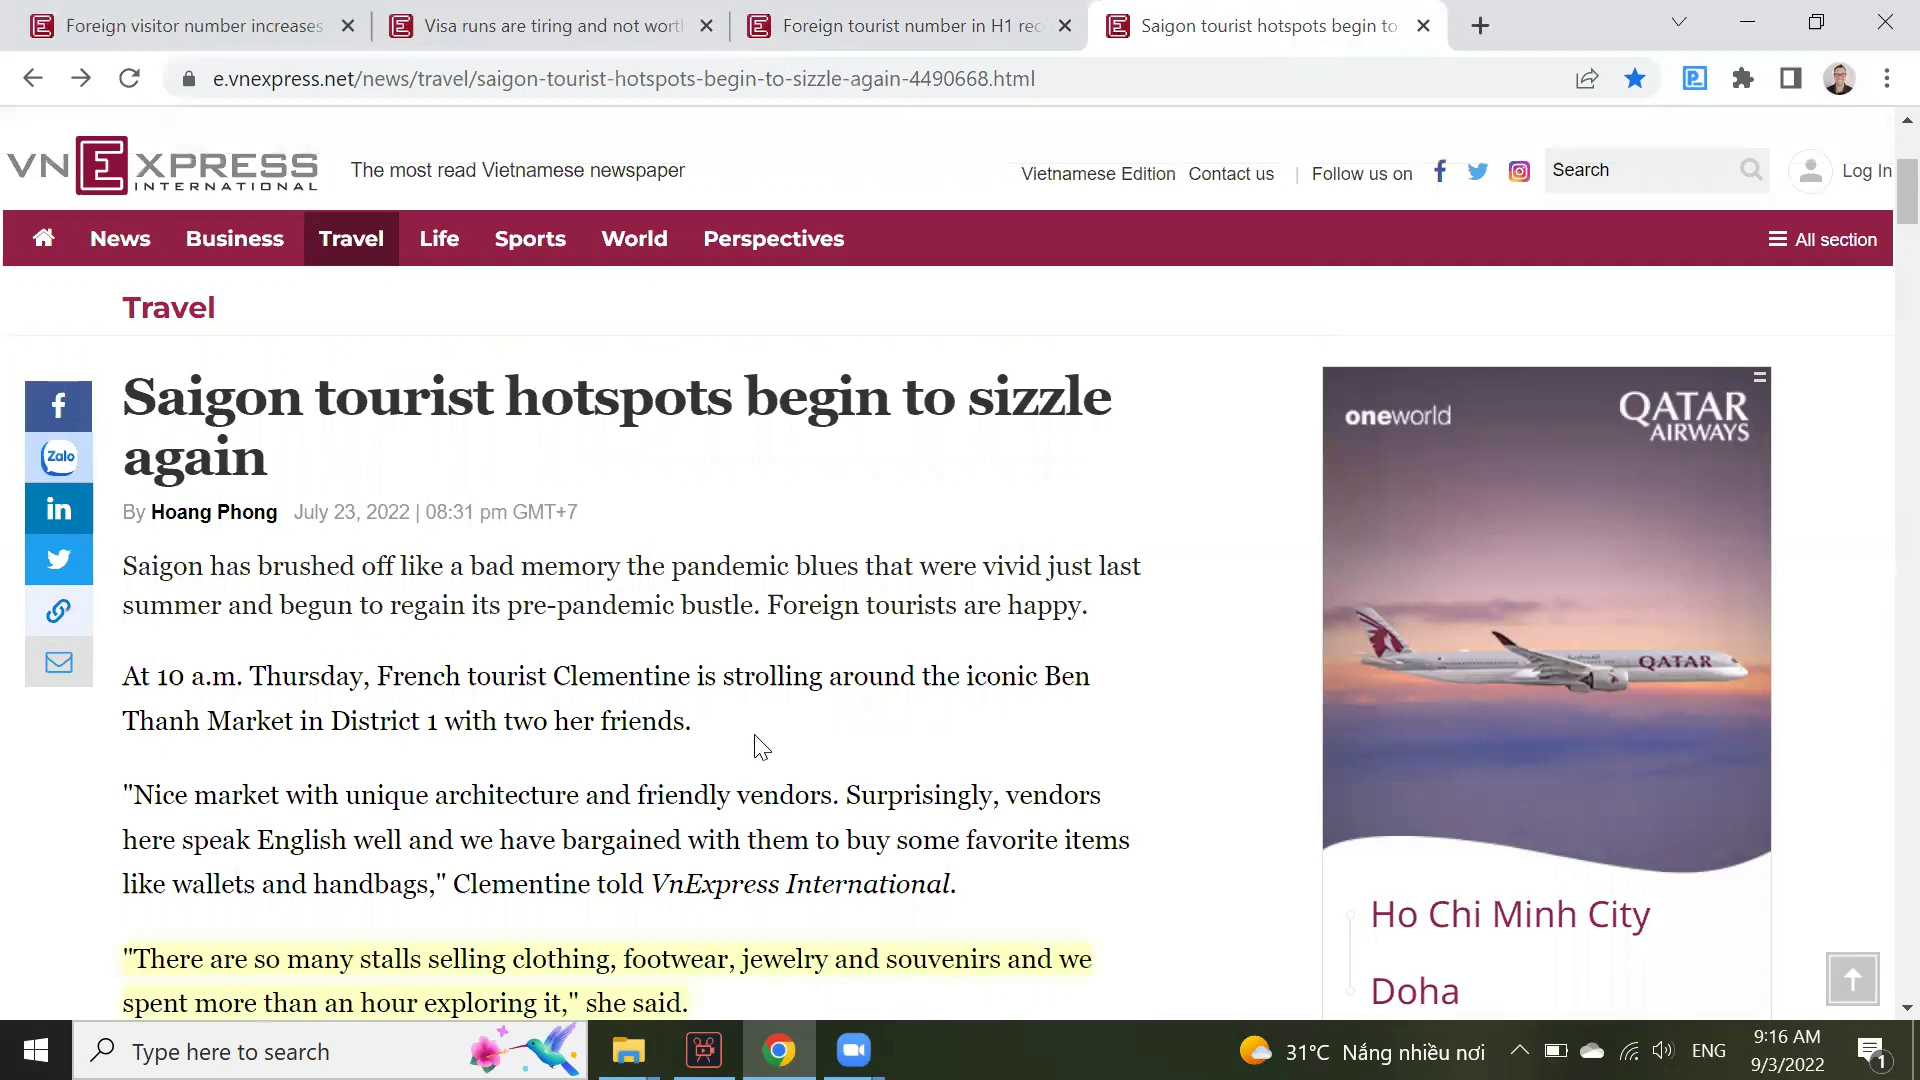 Foreign visitor number increases
Visa runs are tiring and not wort
Foreign tourist number in H1 rec
Saigon tourist hotspots begin to
e.vnexpress.net/news/travel/saigon-tourist-hotspots-begin-to-sizzle-again-4490668.html
VNEXPRESS
INTERNATIONAL
The most read Vietnamese newspaper
Vietnamese Edition
Contact us
Follow us on
Search
Log In
News
Business
Travel
Life
Sports
World
Perspectives
All section
Travel
Saigon tourist hotspots begin to sizzle
again
By Hoang Phong July 23, 2022 | 08:31 pm GMT+7
Saigon has brushed off like a bad memory the pandemic blues that were vivid just last
summer and begun to regain its pre-pandemic bustle. Foreign tourists are happy.
At 10 a.m. Thursday, French tourist Clementine is strolling around the iconic Ben
Thanh Market in District 1 with two her friends.
"Nice market with unique architecture and friendly vendors. Surprisingly, vendors
here speak English well and we have bargained with them to buy some favorite items
like wallets and handbags," Clementine told VnExpress International.
"There are so many stalls selling clothing, footwear, jewelry and souvenirs and we
spent more than an hour exploring it," she said.
Zalo
in
oneworld
QATAR
AIRWAYS
QATAR
Ho Chi Minh City
Doha
Type here to search
31°C Nắng nhiều nơi
ENG
9:16 AM
9/3/2022
1